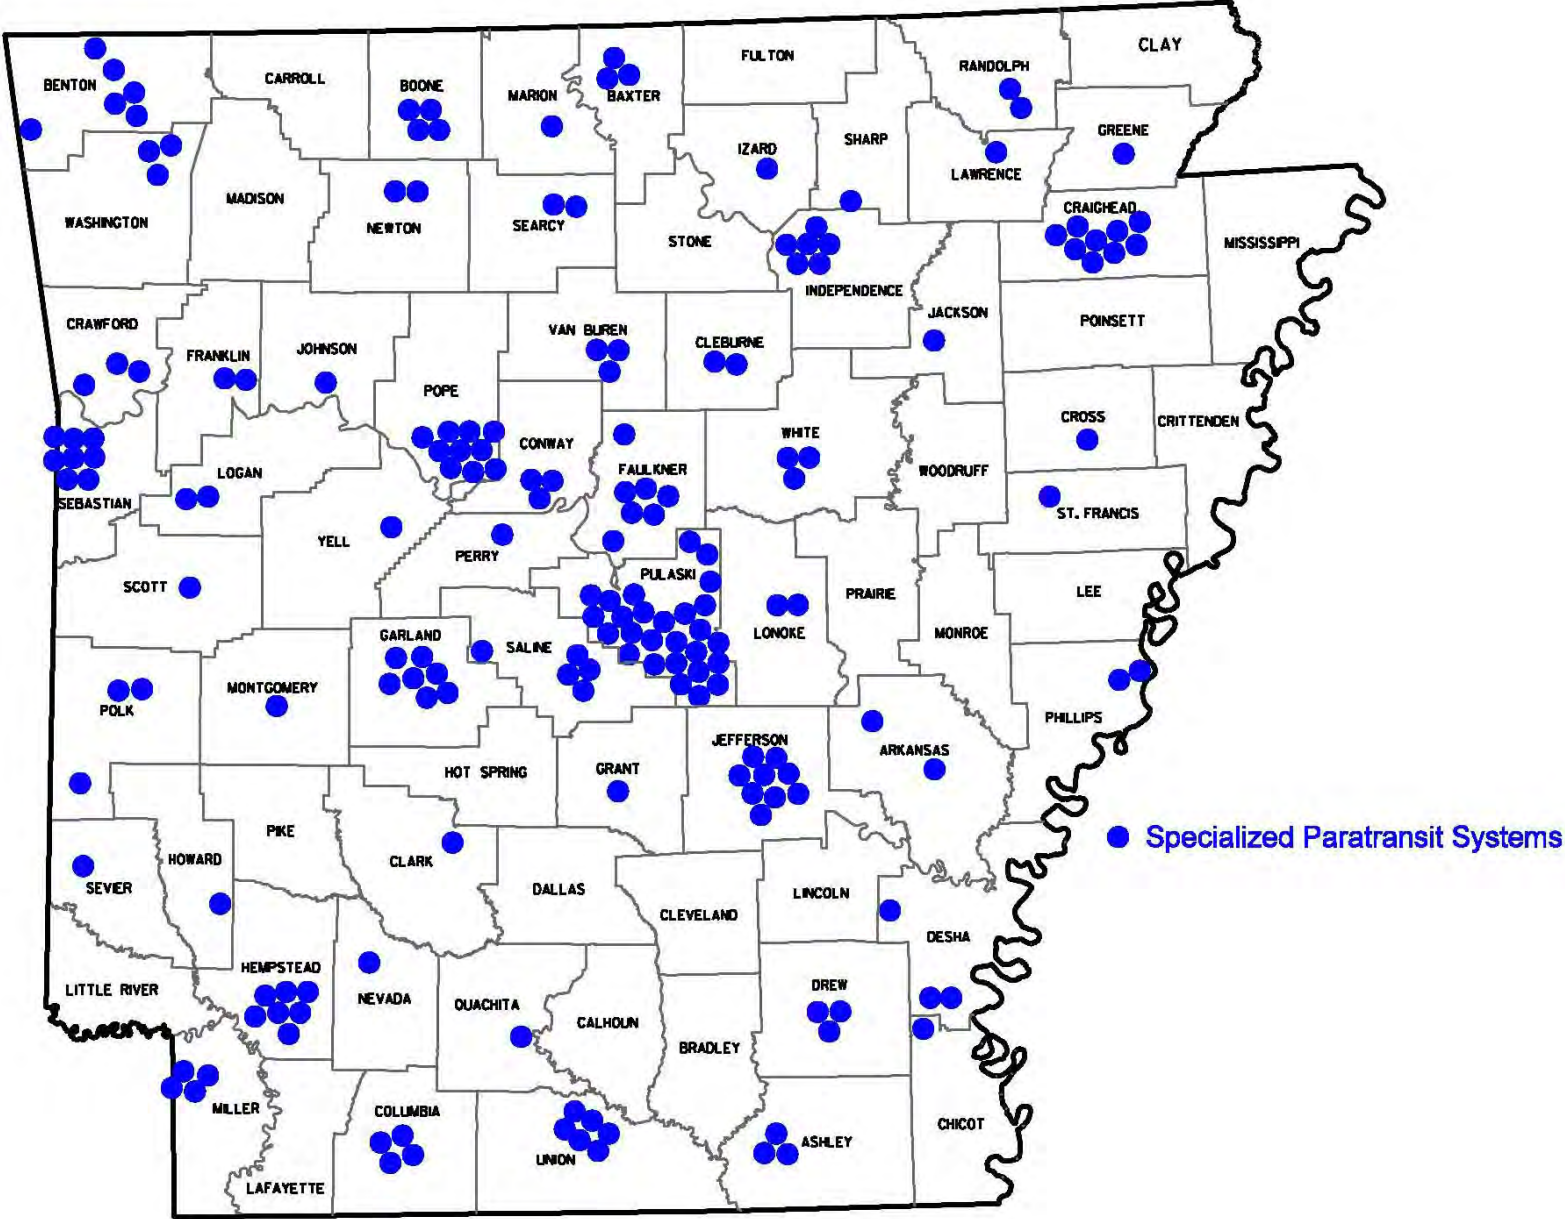 CLAY
FULTON
RANDOLPH
CARROLL
BENTON
BOONE
MARION
BAXTER
GREENE
SHARP
IZARD
LAWRENCE
MADISON
CRAIGHEAD
WASHINGTON
NEWTON
SEARCY
STONE
MISSISSIPPI
INDEPENDENCE
JACKSON
POINSETT
CRAWFORD
VAN BUREN
CLEBURNE
JOHNSON
FRANKLIN
POPE
CROSS
CRITTENDEN
WHITE
CONWAY
LOGAN
FAULKNER
WOODRUFF
SEBASTIAN
ST. FRANCIS
YELL
PERRY
PULASKI
SCOTT
PRAIRIE
LEE
GARLAND
SALINE
LONOKE
MONROE
MONTGOMERY
POLK
PHILLIPS
JEFFERSON
ARKANSAS
HOT SPRING
GRANT
PIKE
Specialized Paratransit Systems
HOWARD
CLARK
SEVIER
DALLAS
LINCOLN
CLEVELAND
DESHA
HEMPSTEAD
LITTLE RIVER
NEVADA
OUACHITA
DREW
CALHOUN
BRADLEY
MILLER
COLUMBIA
CHICOT
ASHLEY
UNION
LAFAYETTE